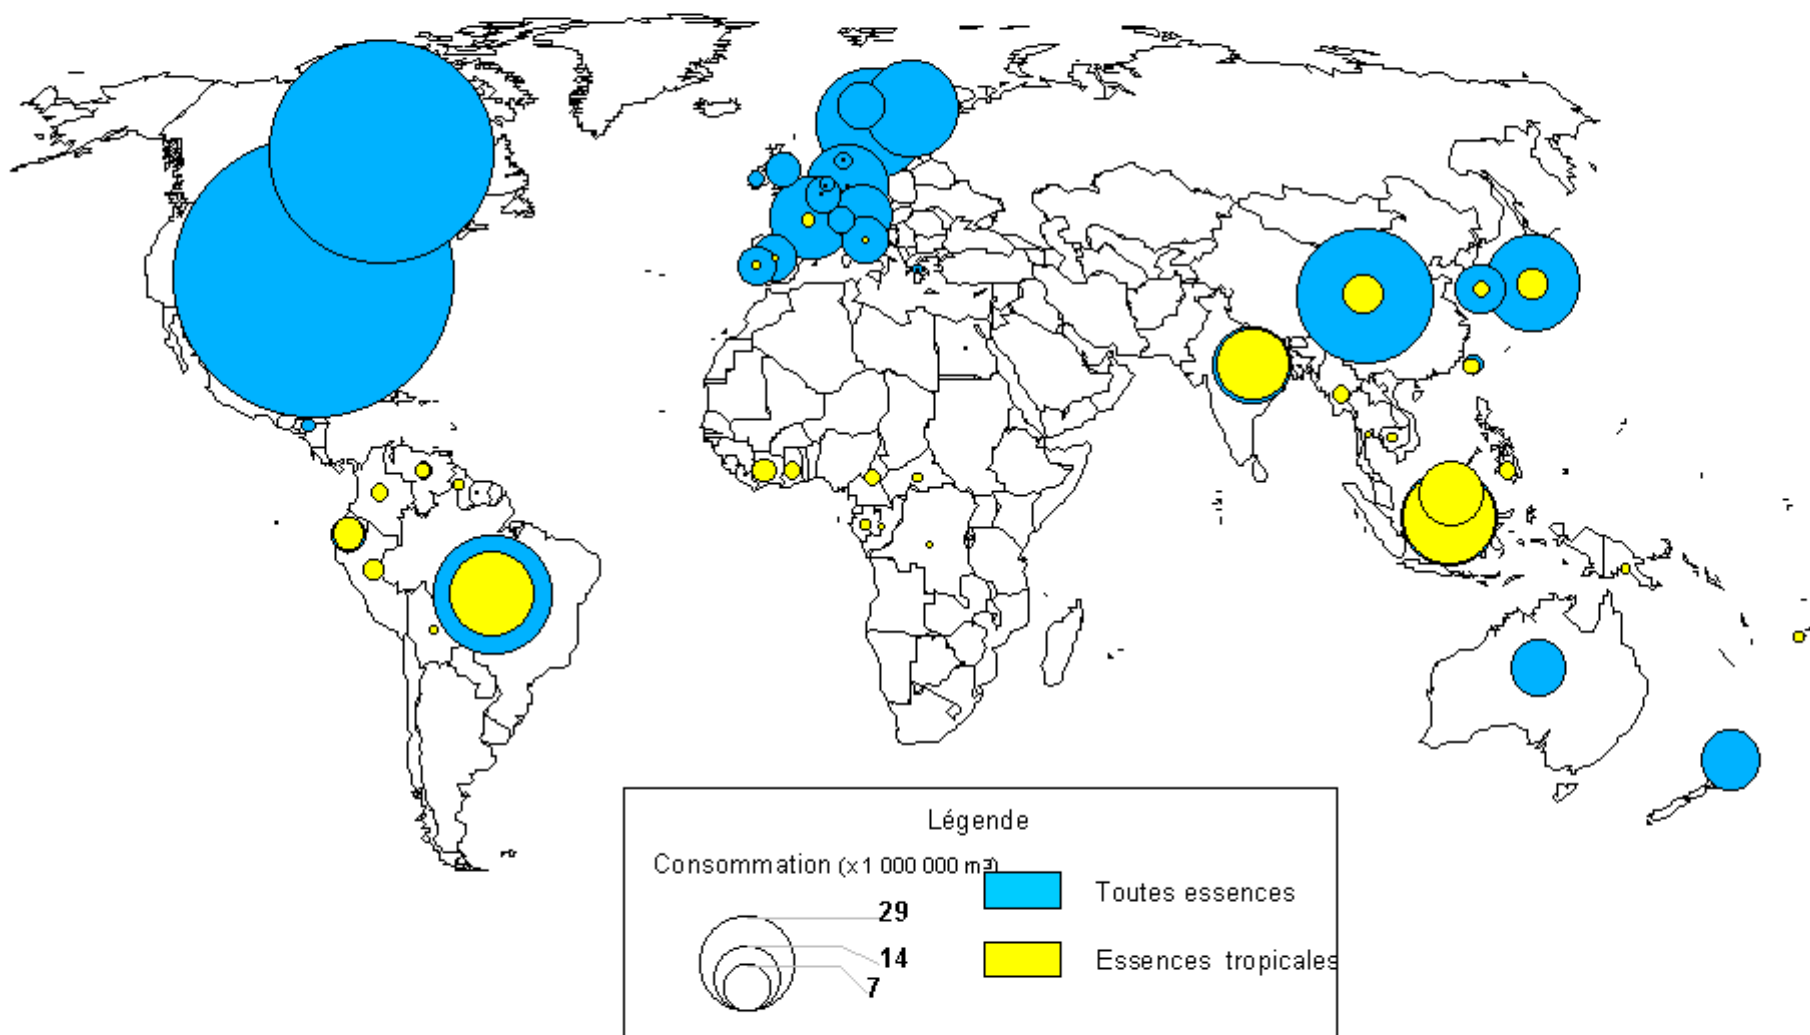 Légende
Consommation (x1 000 000 m³)
29
14
7
Toutes essences
Essences tropicales